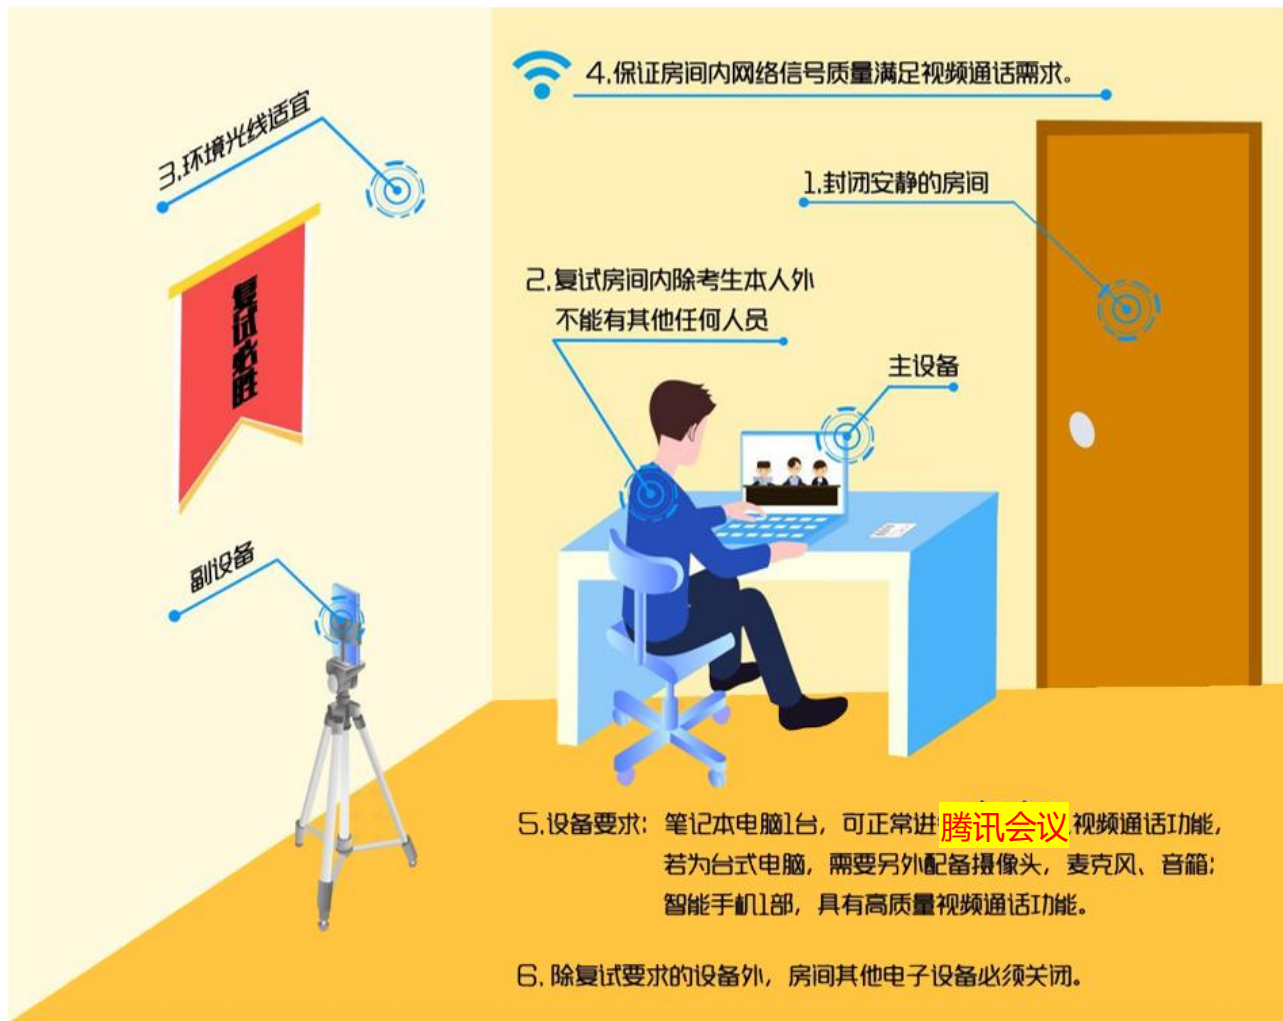 4.保证房间内网络信号质量满足视频通话需求。
3.环境光线适宜
1.封闭安静的房间
2.复试房间内除考生本人外
不能有其他任何人员
复试必胜
主设备
副设备
5.设备要求：笔记本电脑1台，可正常进腾讯会议视频通话功能，
若为台式电脑，需要另外配备摄像头，麦克风、音箱；
智能手机1部，具有高质量视频通话功能。
6.除复试要求的设备外，房间其他电子设备必须关闭。